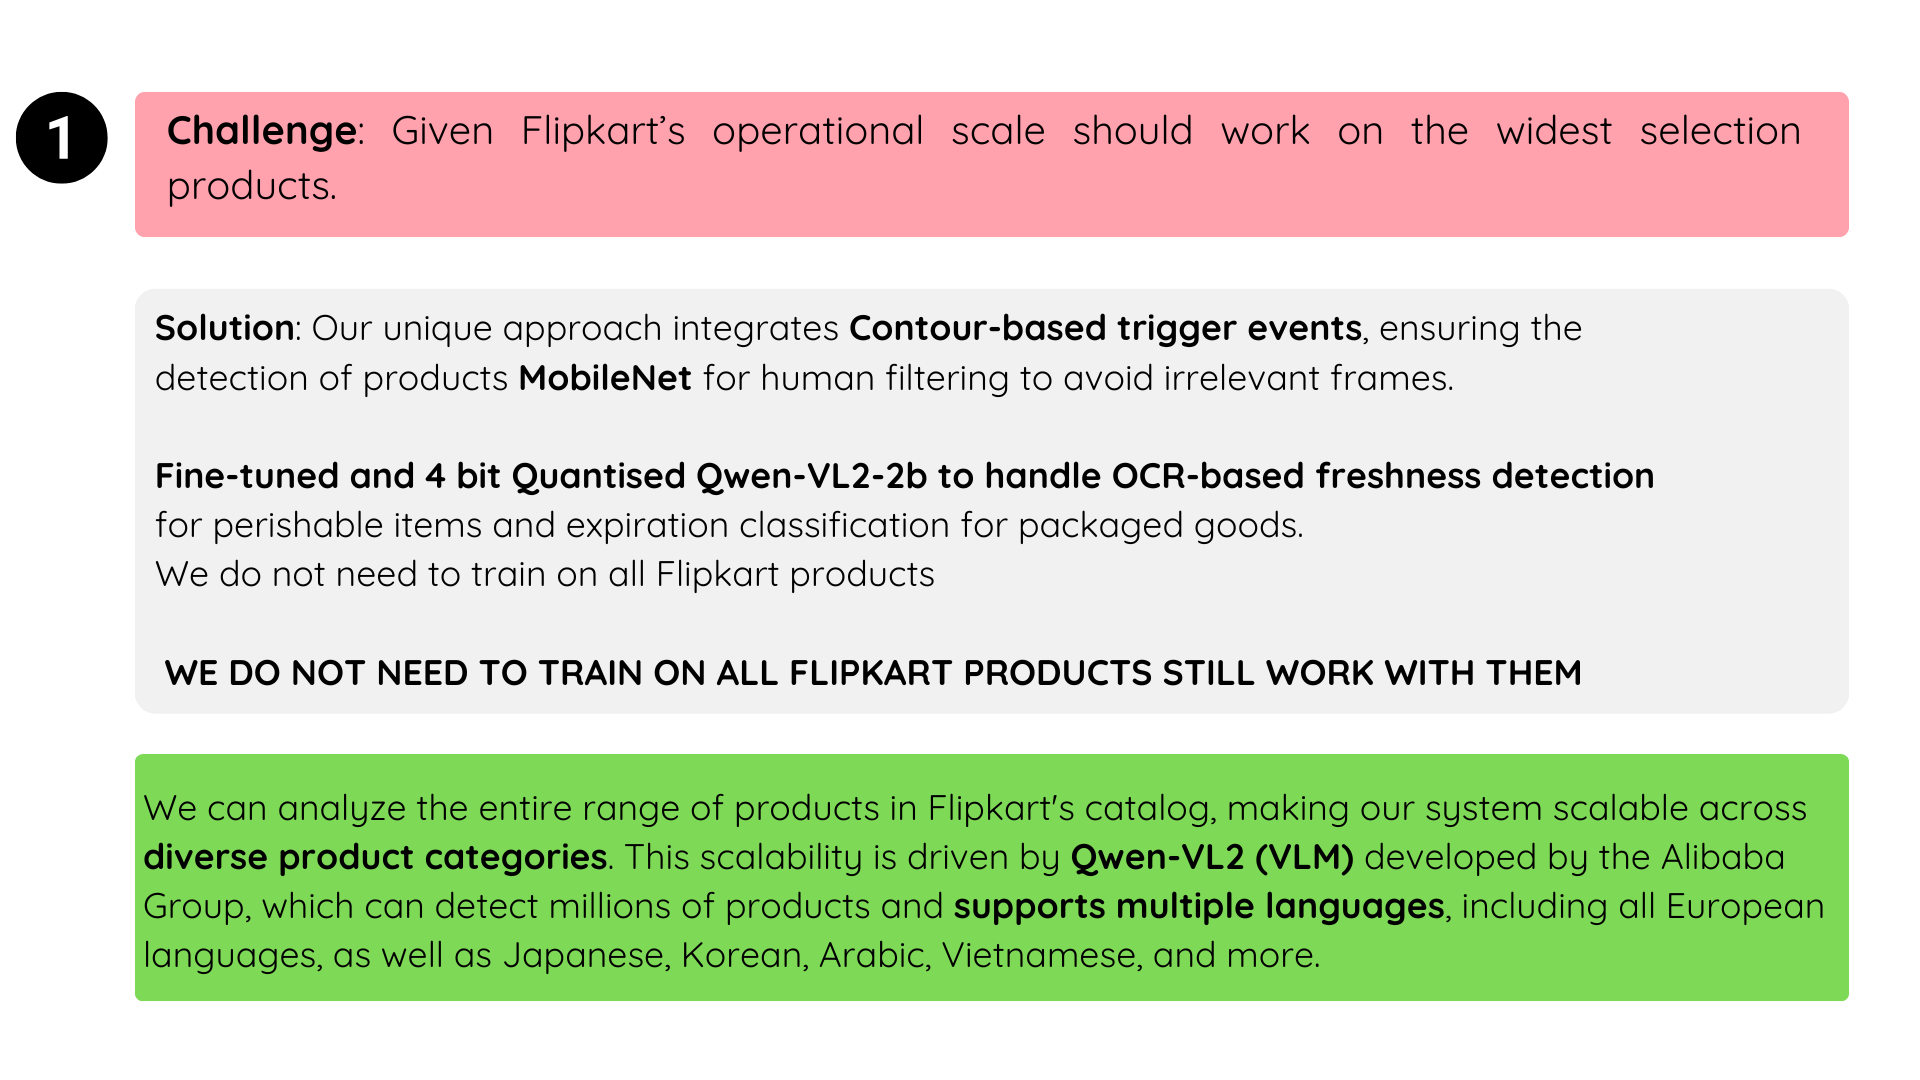 1
Challenge: Given Flipkart’s operational scale should work on the widest selection
products.
Solution: Our unique approach integrates Contour-based trigger events, ensuring the
detection of products MobileNet for human filtering to avoid irrelevant frames.
Fine-tuned and 4 bit Quantised Qwen-VL2-2b to handle OCR-based freshness detection
for perishable items and expiration classification for packaged goods.
We do not need to train on all Flipkart products
WE DO NOT NEED TO TRAIN ON ALL FLIPKART PRODUCTS STILL WORK WITH THEM
We can analyze the entire range of products in Flipkart's catalog, making our system scalable across
diverse product categories. This scalability is driven by Qwen-VL2 (VLM) developed by the Alibaba
Group, which can detect millions of products and supports multiple languages, including all European
languages, as well as Japanese, Korean, Arabic, Vietnamese, and more.